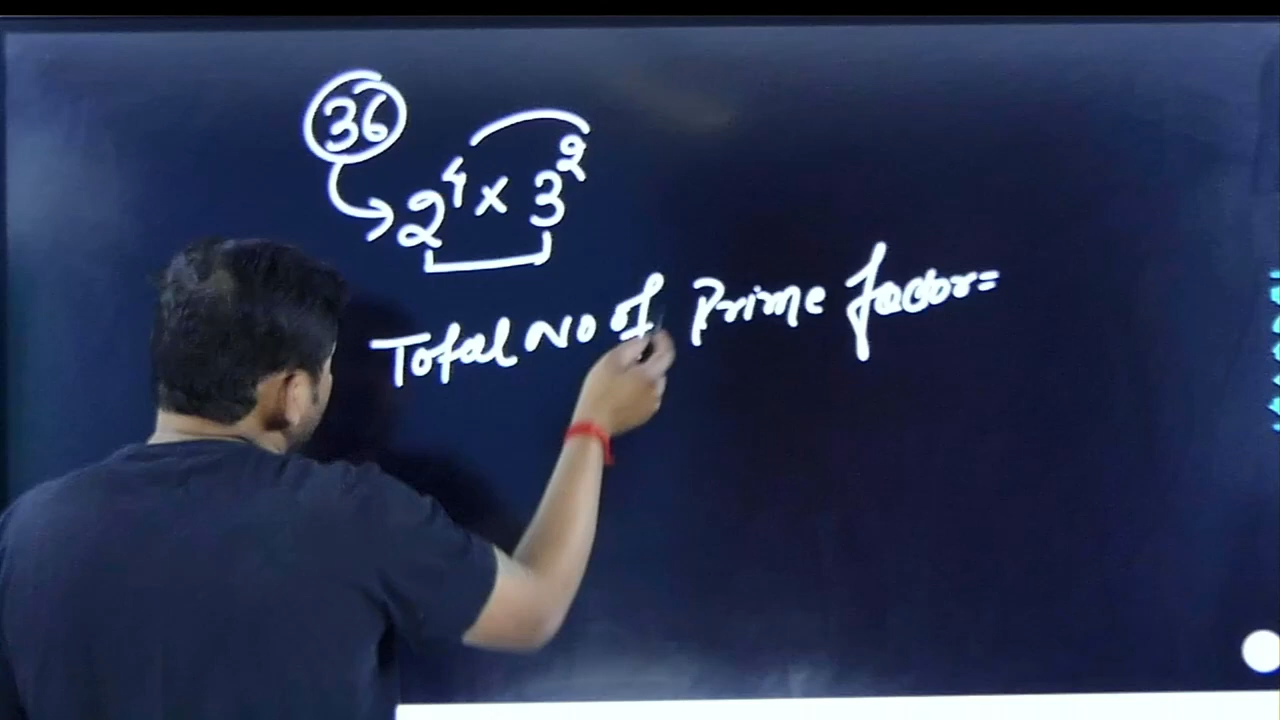 36
2⁴ × 3²
Total No of Prime factor=